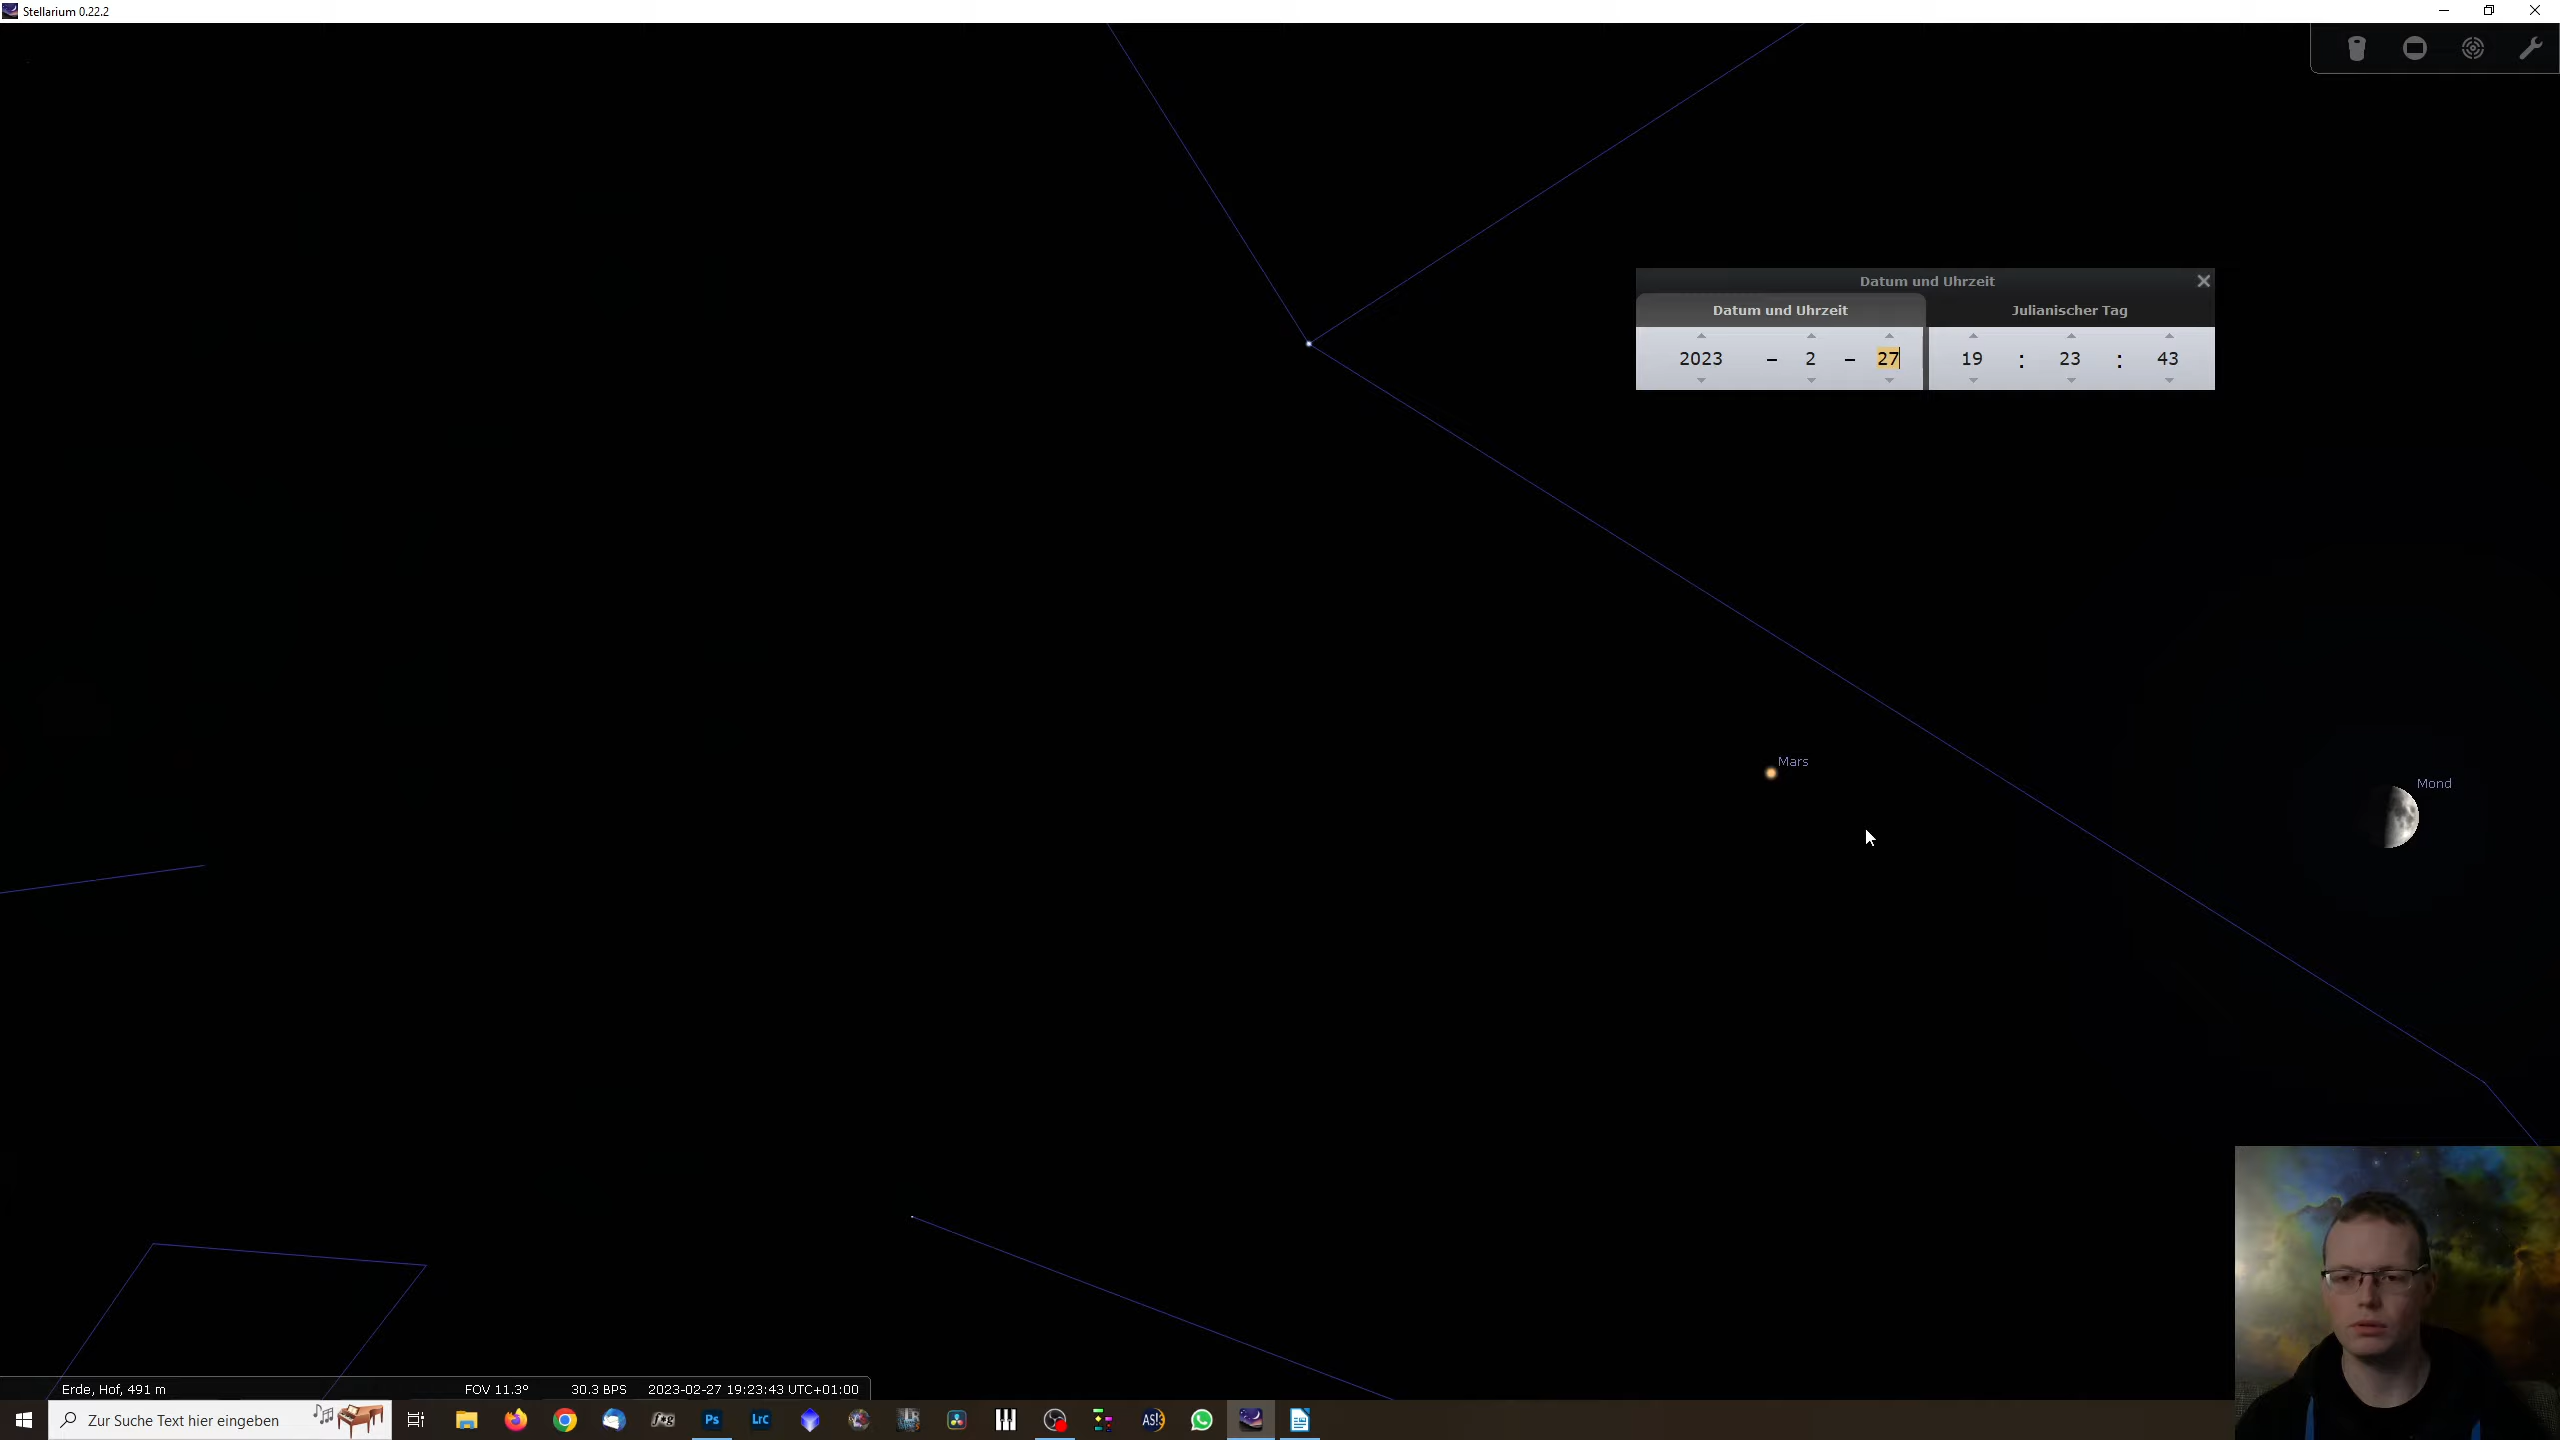 Stellarium 0.22.2
Datum und Uhrzeit
Datum und Uhrzeit
Julianischer Tag
2023 - 2 - 27
19 : 23 : 43
Mars
Mond
Erde, Hof, 491 m
FOV 11.3°
30.3 BPS
2023-02-27 19:23:43 UTC+01:00
Zur Suche Text hier eingeben
Ps
LrC